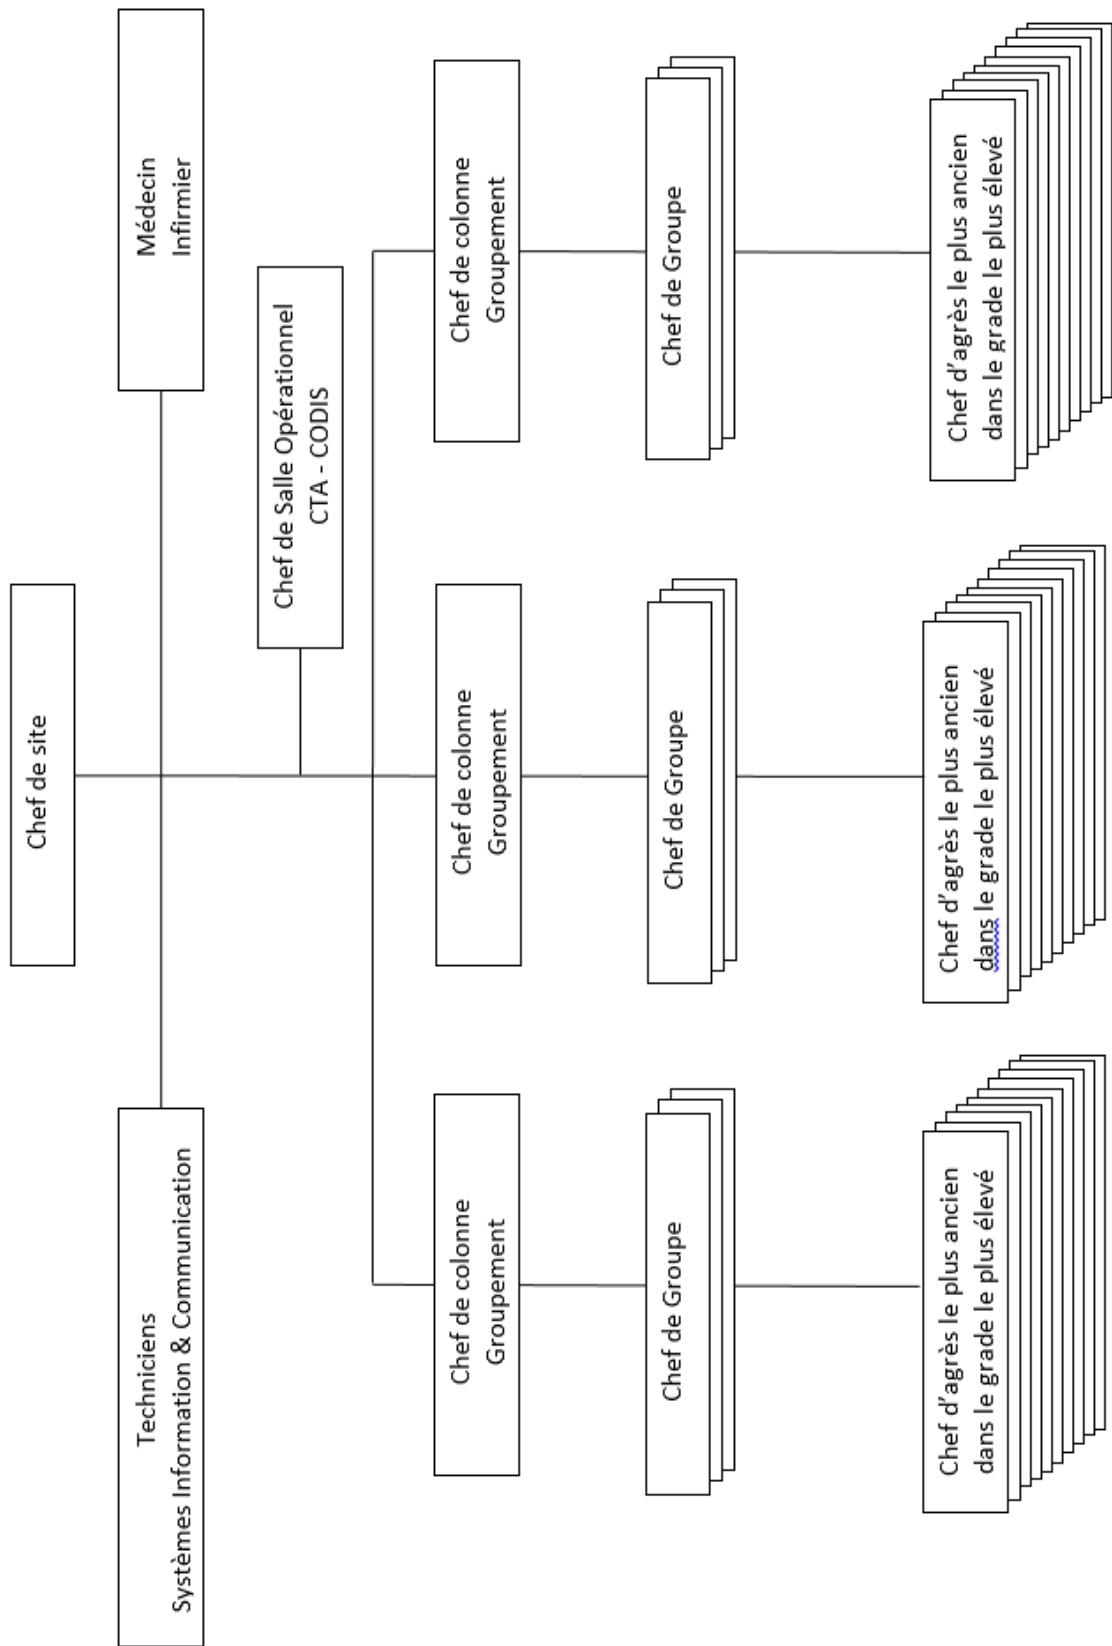 Chef de site
Techniciens
Systèmes Information & Communication
Médecin
Infirmier
Chef de Salle Opérationnel
CTA - CODIS
Chef de colonne
Groupement
Chef de colonne
Groupement
Chef de colonne
Groupement
Chef de Groupe
Chef de Groupe
Chef de Groupe
Chef d'agrès le plus ancien
dans le grade le plus élevé
Chef d'agrès le plus ancien
dans le grade le plus élevé
Chef d'agrès le plus ancien
dans le grade le plus élevé